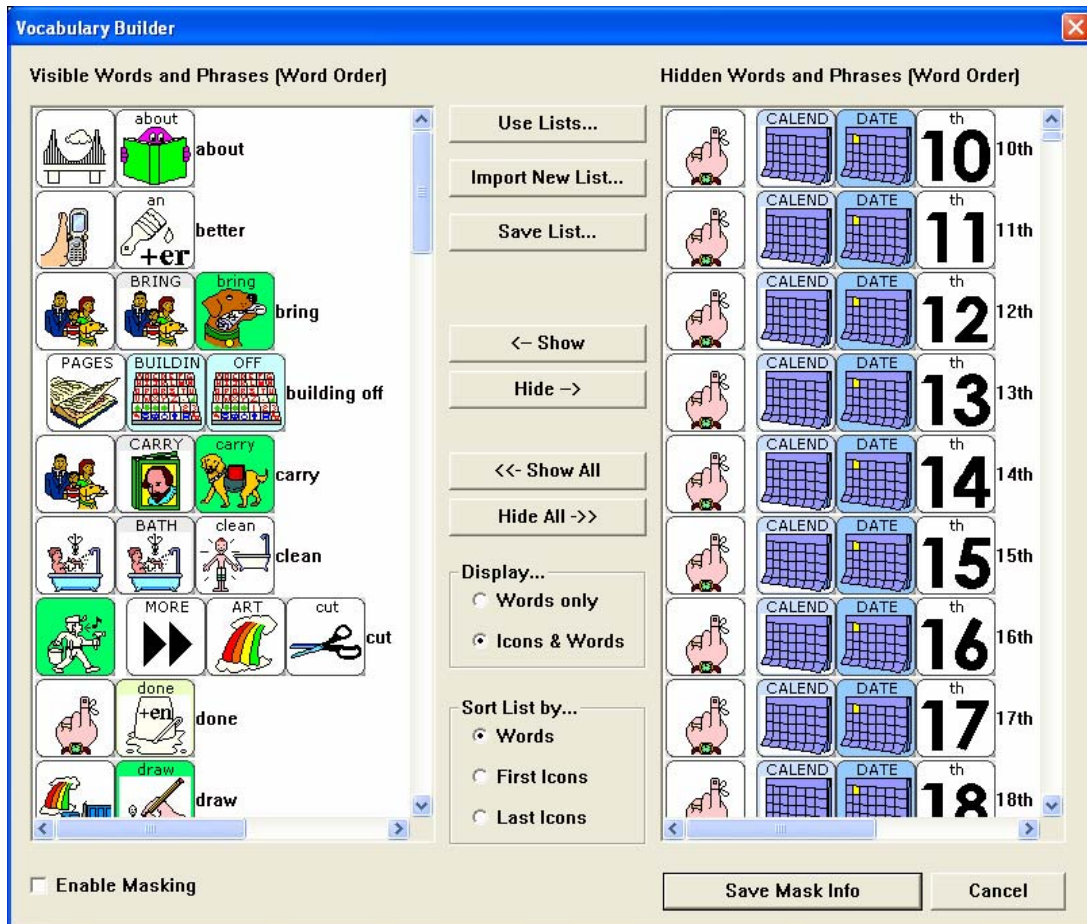 Vocabulary Builder
Visible Words and Phrases (Word Order)
about
about
an
+er
better
BRING
bring
bring
PAGES
BUILDIN
OFF
building off
CARRY
carry
carry
BATH
clean
clean
MORE
ART
cut
cut
done
+en
done
draw
draw
Use Lists...
Import New List...
Save List...
<-- Show
Hide -->
<<- Show All
Hide All ->>
Display...
Words only
Icons & Words
Sort List by...
Words
First Icons
Last Icons
Hidden Words and Phrases (Word Order)
CALEND DATE th
10 10th
CALEND DATE th
11 11th
CALEND DATE th
12 12th
CALEND DATE th
13 13th
CALEND DATE th
14 14th
CALEND DATE th
15 15th
CALEND DATE th
16 16th
CALEND DATE th
17 17th
CALEND DATE th
18 18th
Enable Masking
Save Mask Info
Cancel